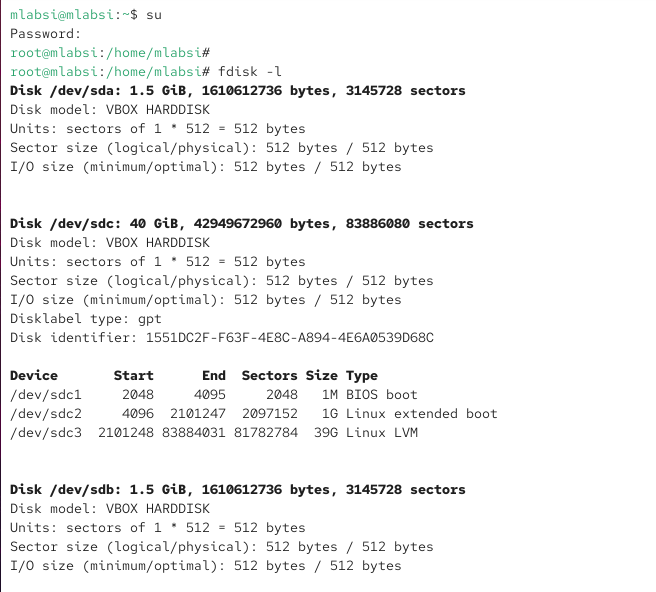 mlabsi@mlabsi:~$ su
Password:
root@mlabsi:/home/mlabsi#
root@mlabsi:/home/mlabsi# fdisk -l
Disk /dev/sda: 1.5 GiB, 1610612736 bytes, 3145728 sectors
Disk model: VBOX HARDDISK
Units: sectors of 1 * 512 = 512 bytes
Sector size (logical/physical): 512 bytes / 512 bytes
I/O size (minimum/optimal): 512 bytes / 512 bytes
Disk /dev/sdc: 40 GiB, 42949672960 bytes, 83886080 sectors
Disk model: VBOX HARDDISK
Units: sectors of 1 * 512 = 512 bytes
Sector size (logical/physical): 512 bytes / 512 bytes
I/O size (minimum/optimal): 512 bytes / 512 bytes
Disklabel type: gpt
Disk identifier: 1551DC2F-F63F-4E8C-A894-4E6A0539D68C
Device Start End Sectors Size Type
/dev/sdc1 2048 4095 2048 1M BIOS boot
/dev/sdc2 4096 2101247 2097152 1G Linux extended boot
/dev/sdc3 2101248 83884031 81782784 39G Linux LVM
Disk /dev/sdb: 1.5 GiB, 1610612736 bytes, 3145728 sectors
Disk model: VBOX HARDDISK
Units: sectors of 1 * 512 = 512 bytes
Sector size (logical/physical): 512 bytes / 512 bytes
I/O size (minimum/optimal): 512 bytes / 512 bytes